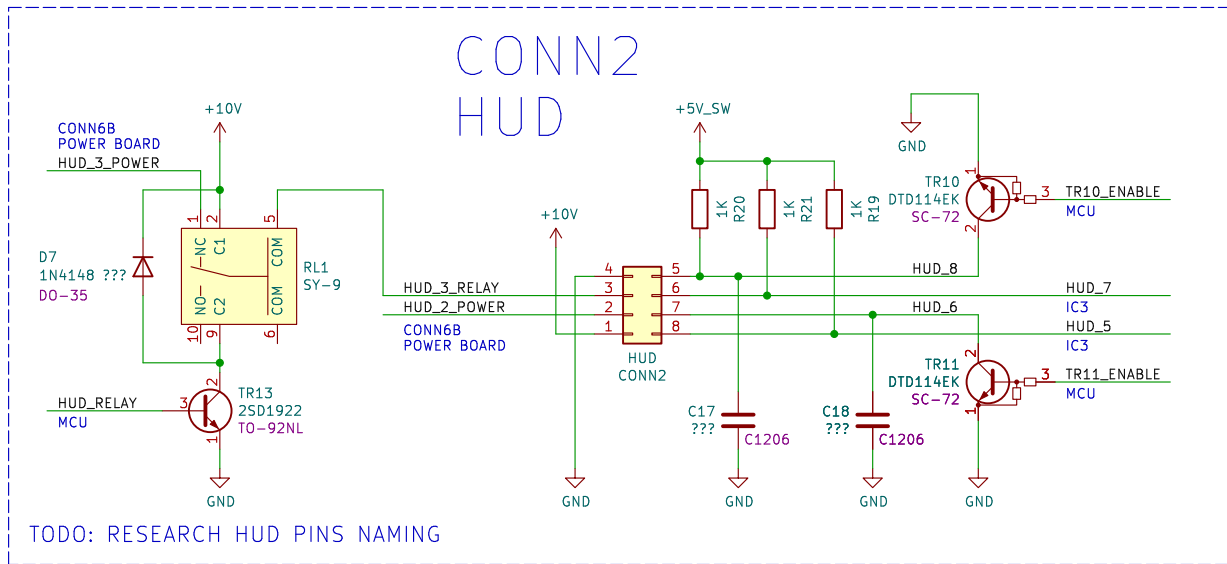 CONN2
HUD
+10V
CONN6B
POWER BOARD
HUD_3_POWER
1
2
5
NC
C1
COM
NO
C2
COM
10
9
6
RL1
SY-9
D7
1N4148 ???
DO-35
HUD_RELAY
MCU
3
2
1
TR13
2SD1922
TO-92NL
GND
+10V
HUD_3_RELAY
HUD_2_POWER
CONN6B
POWER BOARD
4
3
2
1
5
6
7
8
HUD
CONN2
GND
+5V_SW
1K
R20
1K
R21
1K
R19
GND
TR10
DTD114EK
SC-72
1
2
3
TR10_ENABLE
MCU
HUD_8
HUD_7
IC3
HUD_6
HUD_5
IC3
TR11
DTD114EK
SC-72
2
1
3
TR11_ENABLE
MCU
C17
???
C1206
GND
C18
???
C1206
GND
GND
TODO: RESEARCH HUD PINS NAMING